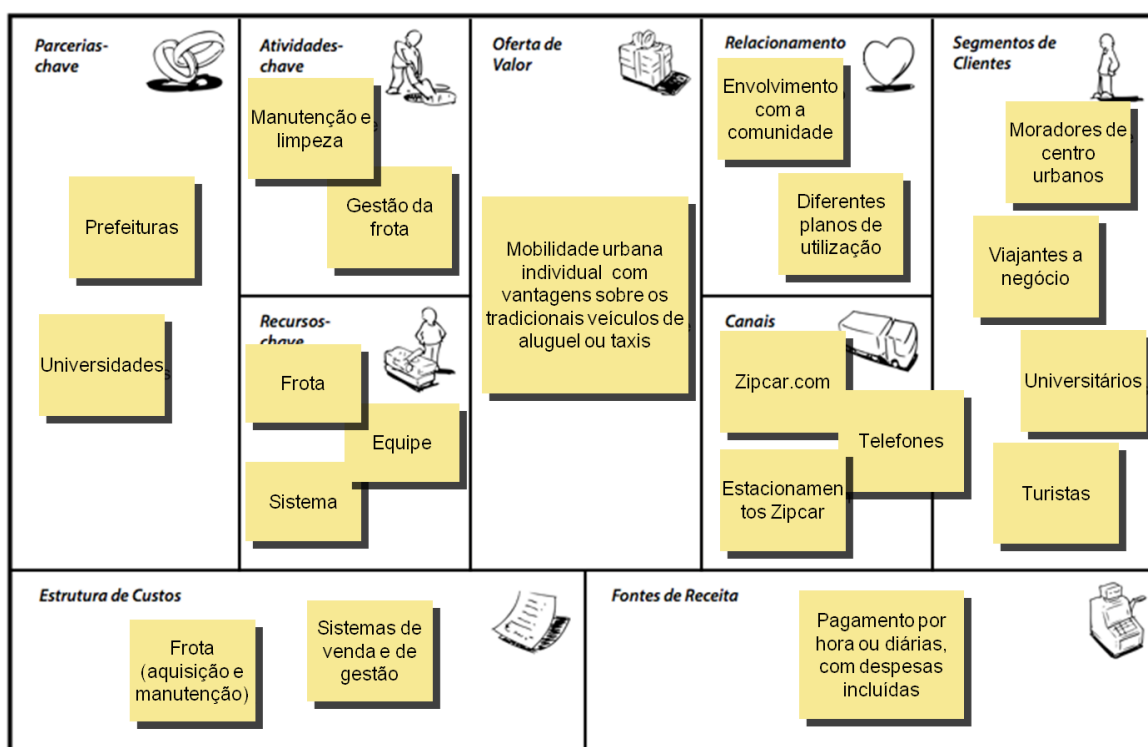 Parcerias-
chave
Prefeituras
Universidades
Atividades-
chave
Manutenção e
limpeza
Gestão da
frota
Recursos-
chave
Frota
Equipe
Sistema
Oferta de
Valor
Mobilidade urbana
individual com
vantagens sobre os
tradicionais veículos de
aluguel ou taxis
Relacionamento
Envolvimento
com a
comunidade
Diferentes
planos de
utilização
Canais
Zipcar.com
Telefones
Estacionamen
tos Zipcar
Segmentos de
Clientes
Moradores de
centro
urbanos
Viajantes a
negócio
Universitários
Turistas
Estrutura de Custos
Frota
(aquisição e
manutenção)
Sistemas de
venda e de
gestão
Fontes de Receita
Pagamento por
hora ou diárias,
com despesas
incluídas